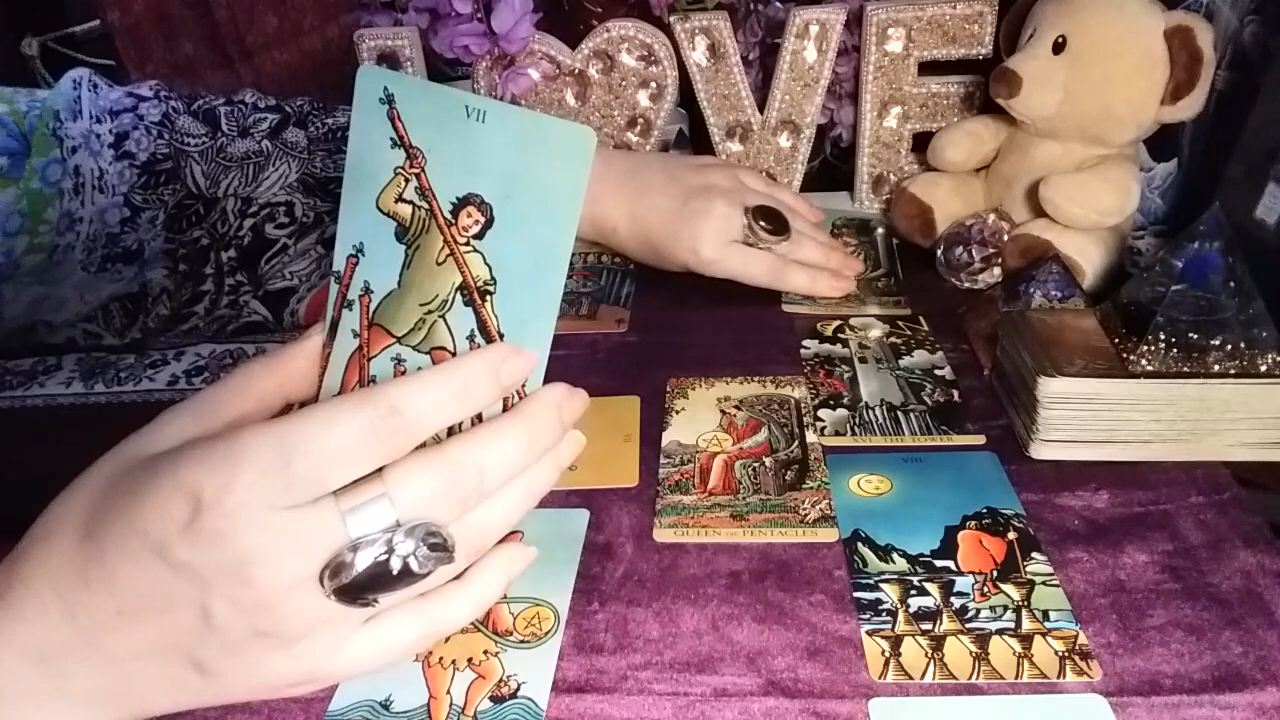 LOVE
VII
XVI. THE TOWER
QUEEN OF PENTACLES
VIII